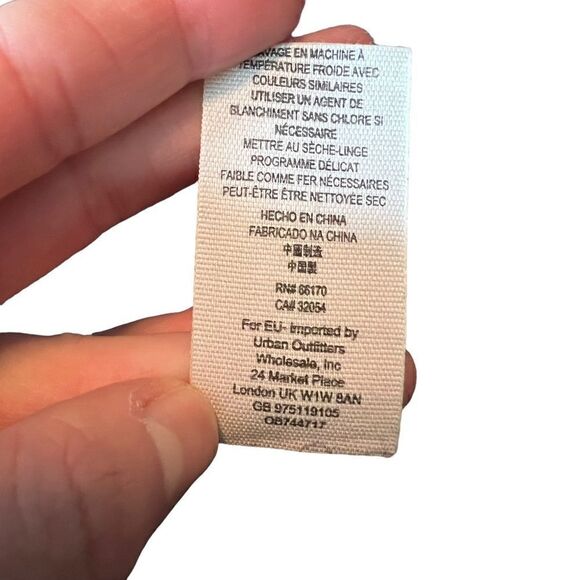 LAVAGE EN MACHINE À
TEMPÉRATURE FROIDE AVEC
COULEURS SIMILAIRES
UTILISER UN AGENT DE
BLANCHIMENT SANS CHLORE SI
NÉCESSAIRE
METTRE AU SÈCHE-LINGE
PROGRAMME DÉLICAT
FAIBLE COMME FER NÉCESSAIRES
PEUT-ÊTRE ÊTRE NETTOYÉE SEC
HECHO EN CHINA
FABRICADO NA CHINA
中國制造
中国製
RN# 66170
CA# 32054
For EU- Imported by
Urban Outfitters
Wholesale, Inc
24 Market Place
London UK W1W 8AN
GB 975119105
OB744717